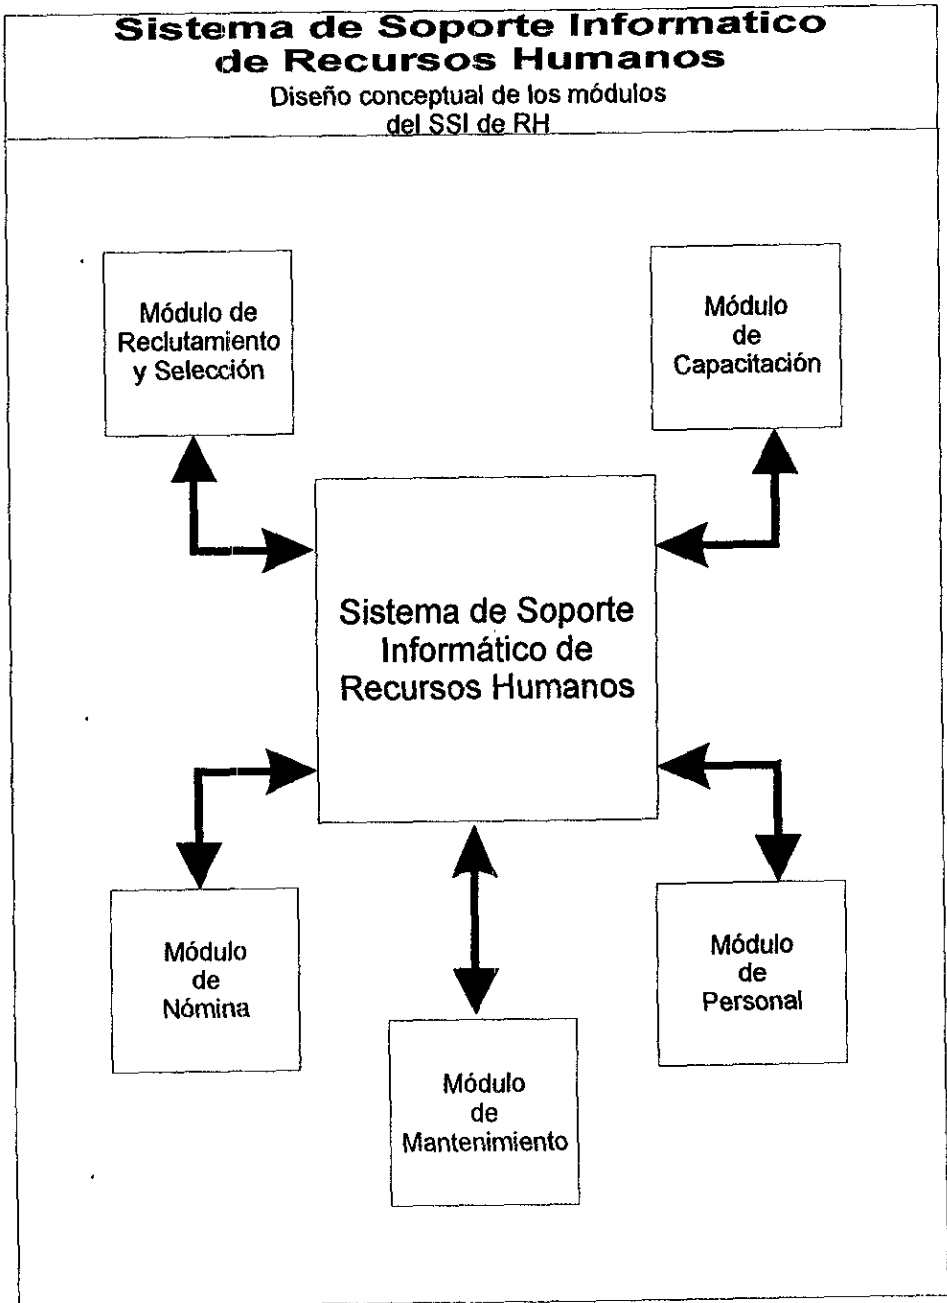 Sistema de Soporte Informatico
de Recursos Humanos
Diseño conceptual de los módulos
del SSI de RH
Módulo de
Reclutamiento
y Selección
Módulo
de
Capacitación
Sistema de Soporte
Informático de
Recursos Humanos
Módulo
de
Nómina
Módulo
de
Personal
Módulo
de
Mantenimiento